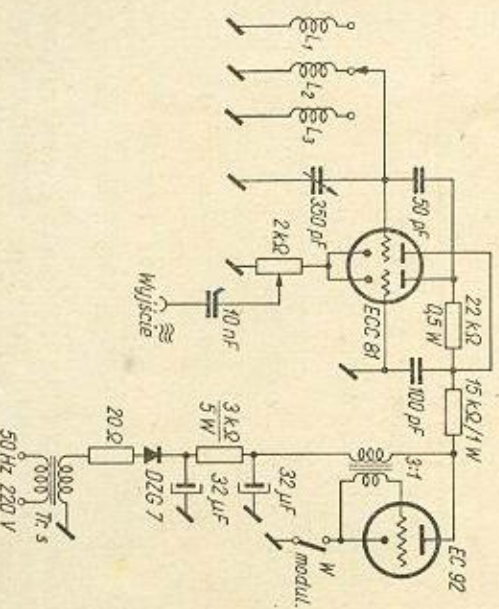 L₁
L₂
L₃
350 pF
50 pF
2 kΩ
10 nF
Wyjście
ECC 81
22 kΩ
0,5 W
100 pF
15 kΩ/1 W
3:1
EC 92
W
modul.
32 μF
32 μF
3 kΩ
5 W
DZG 7
20 Ω
Tr. s
50 Hz 220 V